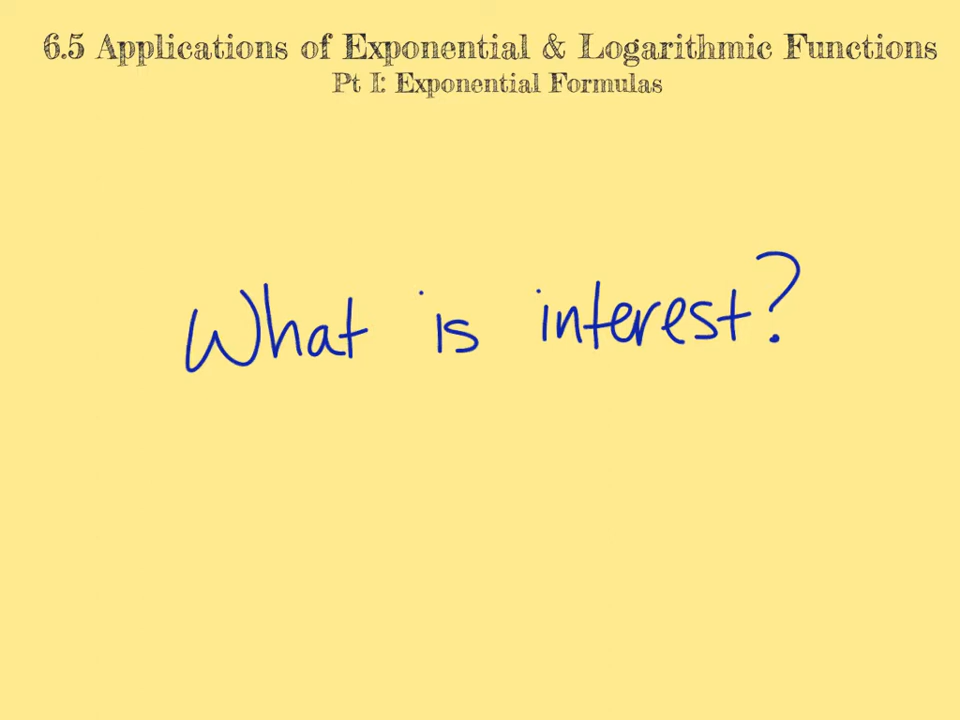 6.5 Applications of Exponential & Logarithmic Functions
Pt I: Exponential Formulas
What is interest?